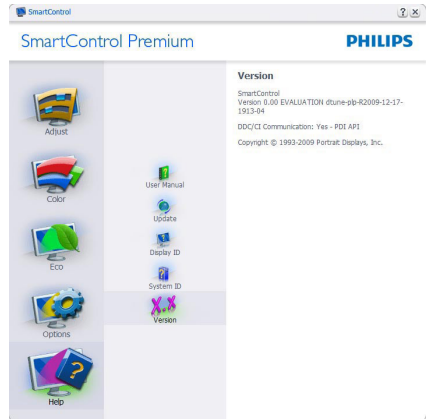 SmartControl
SmartControl Premium
PHILIPS
Adjust
Color
Eco
Options
Help
User Manual
Update
Display ID
System ID
X.X
Version
Version
SmartControl
Version 0.00 EVALUATION dtune-plp-R2009-12-17-
1913-04
DDC/CI Communication: Yes - PDI API
Copyright © 1993-2009 Portrait Displays, Inc.